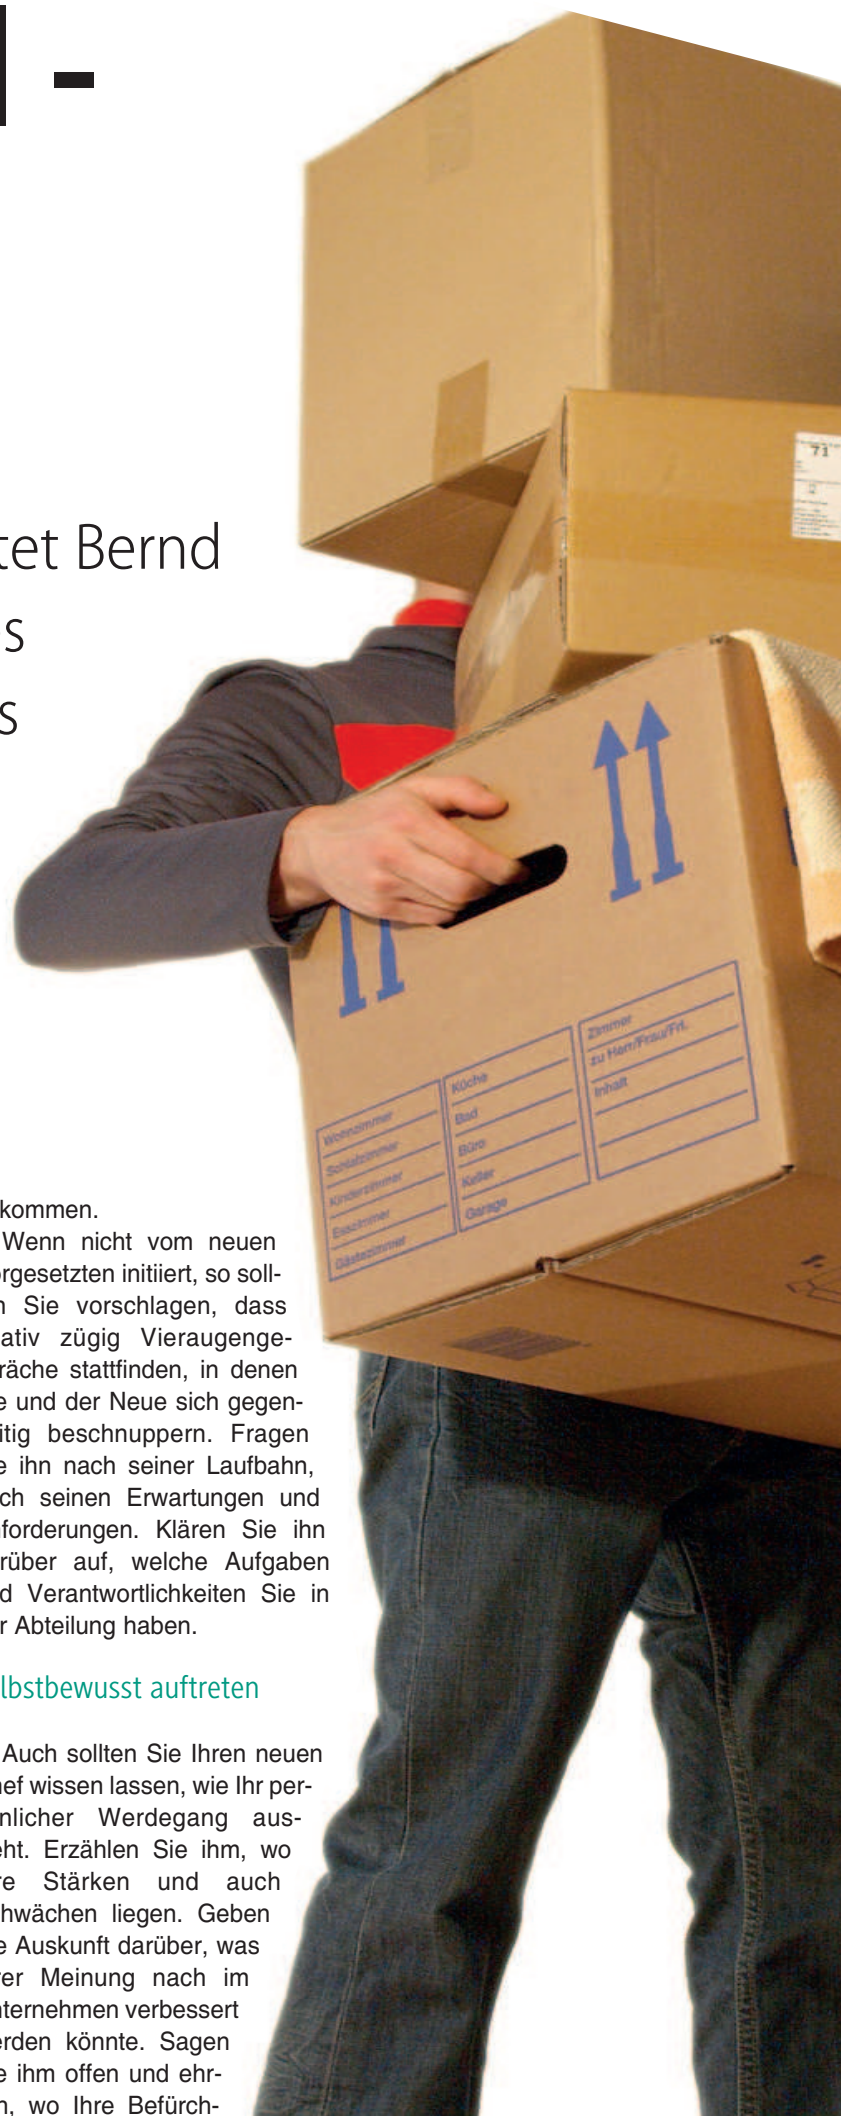 -
tet Bernd
s
s
71
Zimmer
zu Herrn/Frau/Frl.
Inhalt
Küche
Bad
Büro
Keller
Garage
Wohnzimmer
Schlafzimmer
Kinderzimmer
Esszimmer
Gästezimmer
kommen.
Wenn nicht vom neuen
orgesetzten initiiert, so soll-
n Sie vorschlagen, dass
ativ zügig Vieraugenge-
räche stattfinden, in denen
e und der Neue sich gegen-
itig beschnuppern. Fragen
e ihn nach seiner Laufbahn,
ch seinen Erwartungen und
nforderungen. Klären Sie ihn
rüber auf, welche Aufgaben
d Verantwortlichkeiten Sie in
r Abteilung haben.
lbstbewusst auftreten
Auch sollten Sie Ihren neuen
nef wissen lassen, wie Ihr per-
nlicher Werdegang aus-
eht. Erzählen Sie ihm, wo
re Stärken und auch
hwächen liegen. Geben
e Auskunft darüber, was
rer Meinung nach im
nternehmen verbessert
erden könnte. Sagen
e ihm offen und ehr-
n, wo Ihre Befürch-